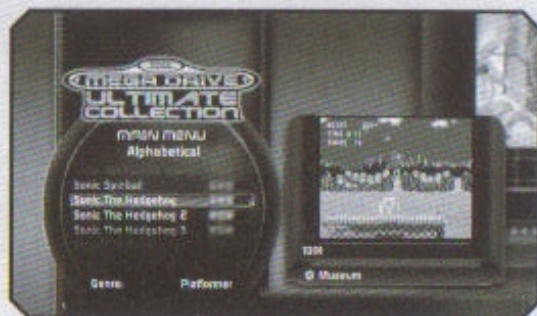 MEGA DRIVE
ULTIMATE
COLLECTION
MAIN MENU
Alphabetical
Sonic Spinball
Sonic The Hedgehog
Sonic The Hedgehog 2
Sonic The Hedgehog 3
Genre
Platformer
1991
Museum